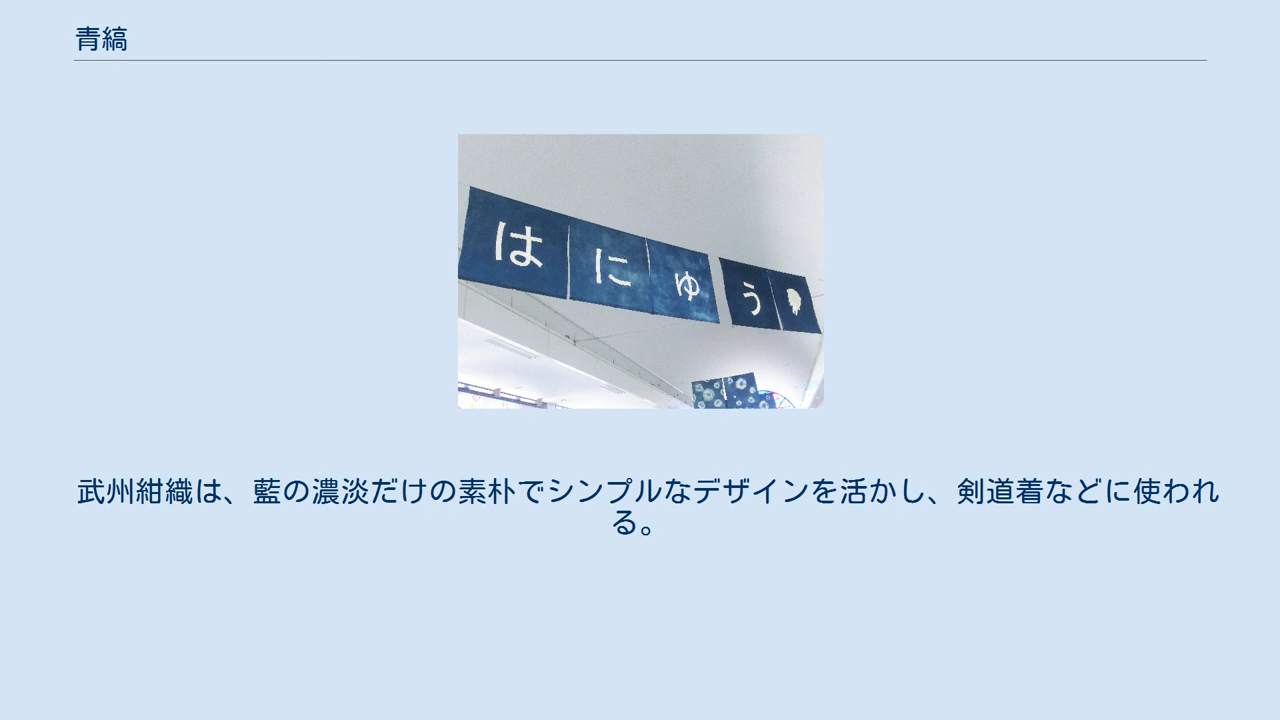 青縞
はにゅう
武州紺織は、藍の濃淡だけの素朴でシンプルなデザインを活かし、剣道着などに使われ
る。